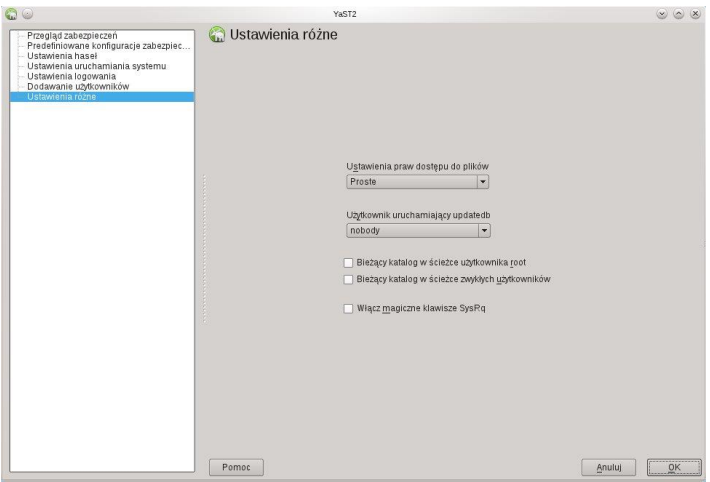 YaST2
Przegląd zabezpieczeń
Predefiniowane konfiguracje zabezpiec...
Ustawienia haseł
Ustawienia uruchamiania systemu
Ustawienia logowania
Dodawanie użytkowników
Ustawienia różne
Ustawienia różne
Ustawienia praw dostępu do plików
Proste
Użytkownik uruchamiający updatedb
nobody
Bieżący katalog w ścieżce użytkownika root
Bieżący katalog w ścieżce zwykłych użytkowników
Włącz magiczne klawisze SysRq
Pomoc
Anuluj
OK